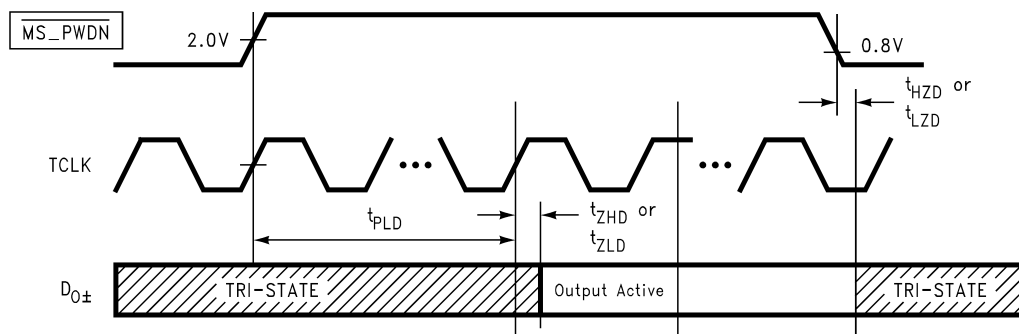 MS_PWDN
2.0V
0.8V
tHZD or
tLZD
TCLK
tPLD
tZHD or
tZLD
DO±
TRI-STATE
Output Active
TRI-STATE